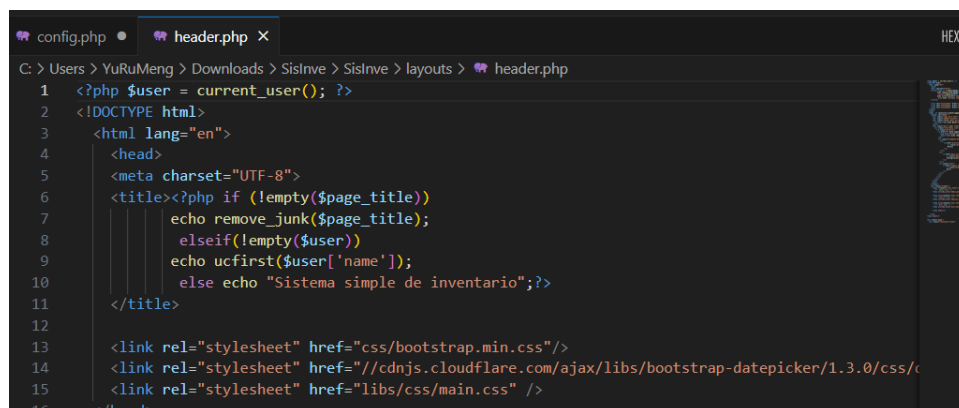 config.php ● header.php × HEX
C: > Users > YuRuMeng > Downloads > SisInve > SisInve > layouts > header.php
1 <?php $user = current_user(); ?>
2 <!DOCTYPE html>
3 <html lang="en">
4 <head>
5 <meta charset="UTF-8">
6 <title><?php if (!empty($page_title))
7 echo remove_junk($page_title);
8 elseif(!empty($user))
9 echo ucfirst($user['name']);
10 else echo "Sistema simple de inventario";?>
11 </title>
12
13 <link rel="stylesheet" href="css/bootstrap.min.css"/>
14 <link rel="stylesheet" href="//cdnjs.cloudflare.com/ajax/libs/bootstrap-datepicker/1.3.0/css/
15 <link rel="stylesheet" href="libs/css/main.css" />